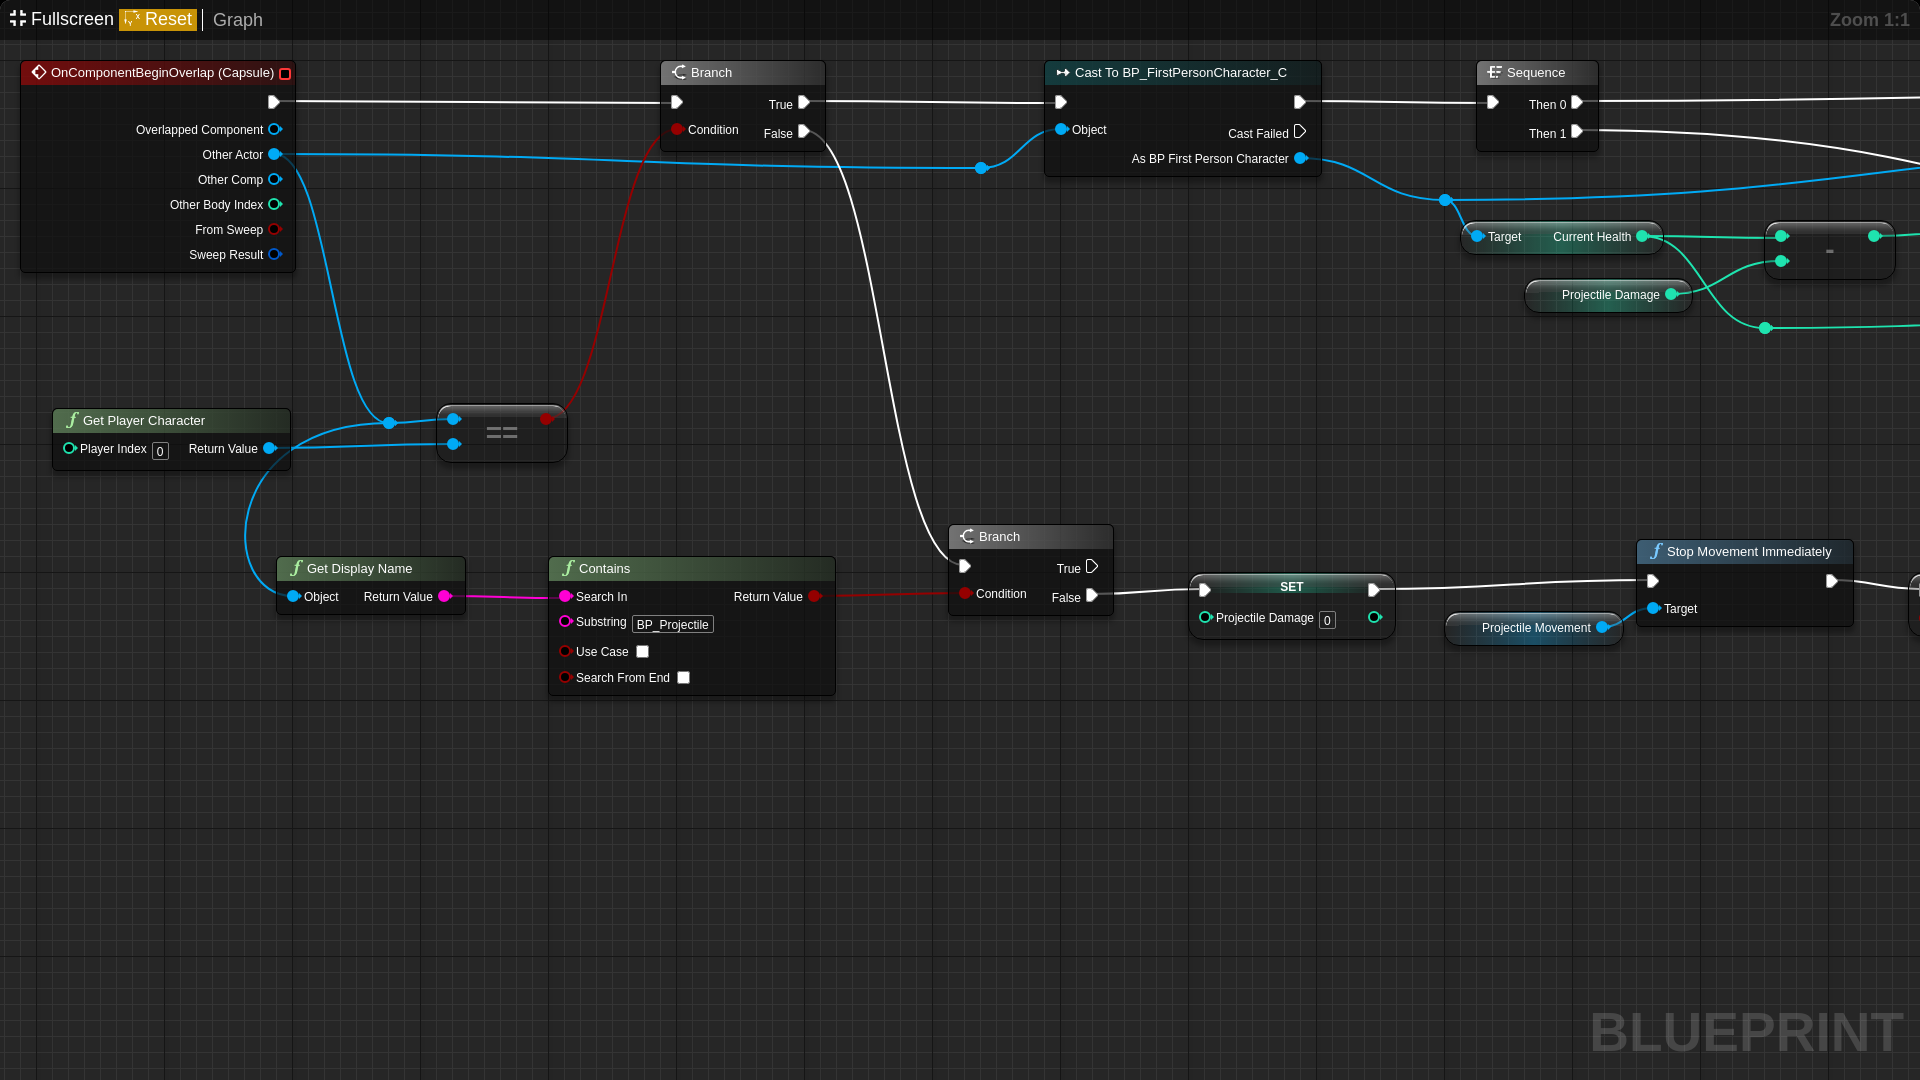 Fullscreen Reset Graph
Zoom 1:1
OnComponentBeginOverlap (Capsule)
Overlapped Component
Other Actor
Other Comp
Other Body Index
From Sweep
Sweep Result
Branch
True
Condition
False
Cast To BP_FirstPersonCharacter_C
Object
Cast Failed
As BP First Person Character
Sequence
Then 0
Then 1
Target Current Health
-
Projectile Damage
Get Player Character
Player Index 0 Return Value
==
Get Display Name
Object Return Value
Contains
Search In Return Value
Substring BP_Projectile
Use Case
Search From End
Branch
True
Condition
False
SET
Projectile Damage 0
Projectile Movement
Stop Movement Immediately
Target
BLUEPRINT